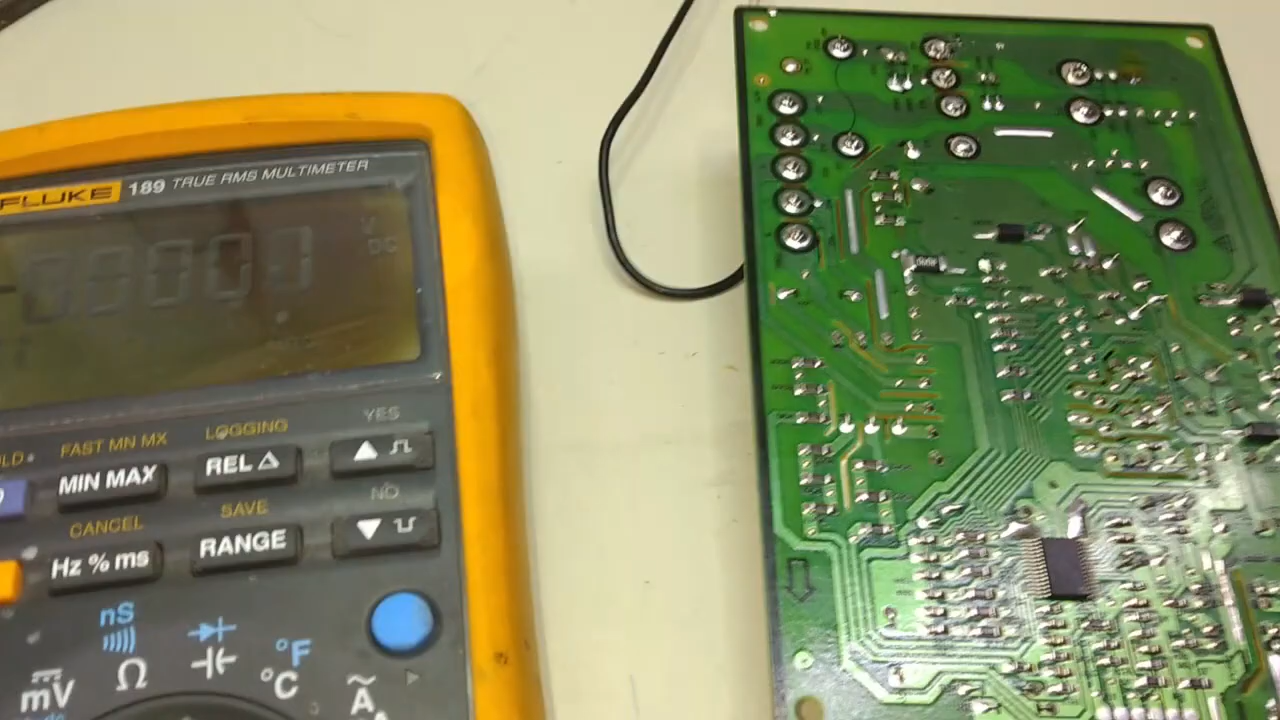 FLUKE 189 TRUE RMS MULTIMETER
V
DC
YES
LOGGING
FAST MN MX
LD
MIN MAX
REL Δ
▲
NO
SAVE
CANCEL
Hz % ms
RANGE
▼
nS
Ω
°F
°C
mV
A